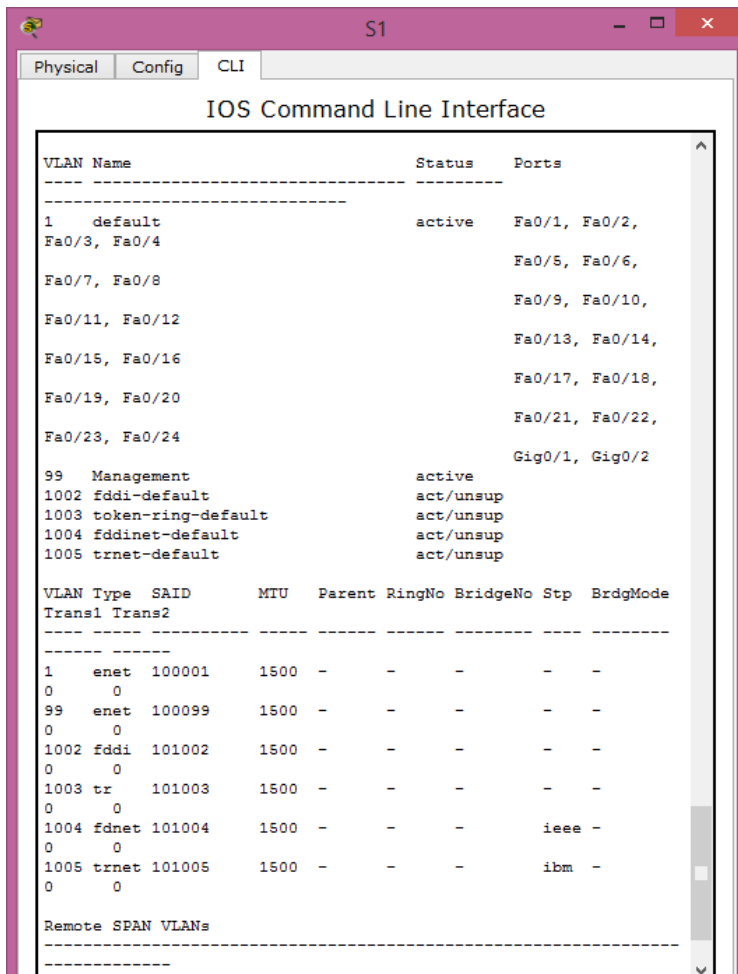 S1
Physical Config CLI
IOS Command Line Interface
VLAN Name                             Status    Ports
---- -------------------------------- ---------
-------------------------------
1    default                          active    Fa0/1, Fa0/2,
Fa0/3, Fa0/4
                                                Fa0/5, Fa0/6,
Fa0/7, Fa0/8
                                                Fa0/9, Fa0/10,
Fa0/11, Fa0/12
                                                Fa0/13, Fa0/14,
Fa0/15, Fa0/16
                                                Fa0/17, Fa0/18,
Fa0/19, Fa0/20
                                                Fa0/21, Fa0/22,
Fa0/23, Fa0/24
                                                Gig0/1, Gig0/2
99   Management                       active
1002 fddi-default                     act/unsup
1003 token-ring-default               act/unsup
1004 fddinet-default                  act/unsup
1005 trnet-default                    act/unsup
VLAN Type  SAID       MTU   Parent RingNo BridgeNo Stp  BrdgMode
Trans1 Trans2
---- ----- ---------- ----- ------ ------ -------- ---- --------
------ ------
1    enet  100001     1500  -      -      -        -    -
0      0
99   enet  100099     1500  -      -      -        -    -
0      0
1002 fddi  101002     1500  -      -      -        -    -
0      0
1003 tr    101003     1500  -      -      -        -    -
0      0
1004 fdnet 101004     1500  -      -      -        ieee -
0      0
1005 trnet 101005     1500  -      -      -        ibm  -
0      0
Remote SPAN VLANs
-----------------------------------------------------------------
-------------